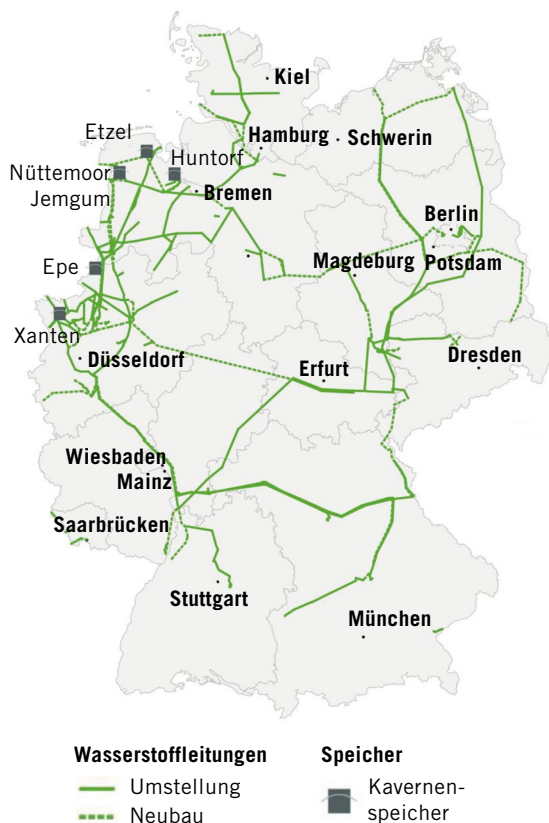 Kiel
Etzel
Hamburg
Schwerin
Huntorf
Nüttemoor
Jemgum
Bremen
Berlin
Epe
Magdeburg
Potsdam
Xanten
Düsseldorf
Erfurt
Dresden
Wiesbaden
Mainz
Saarbrücken
Stuttgart
München
Wasserstoffleitungen
Umstellung
Neubau
Speicher
Kavernen-
speicher